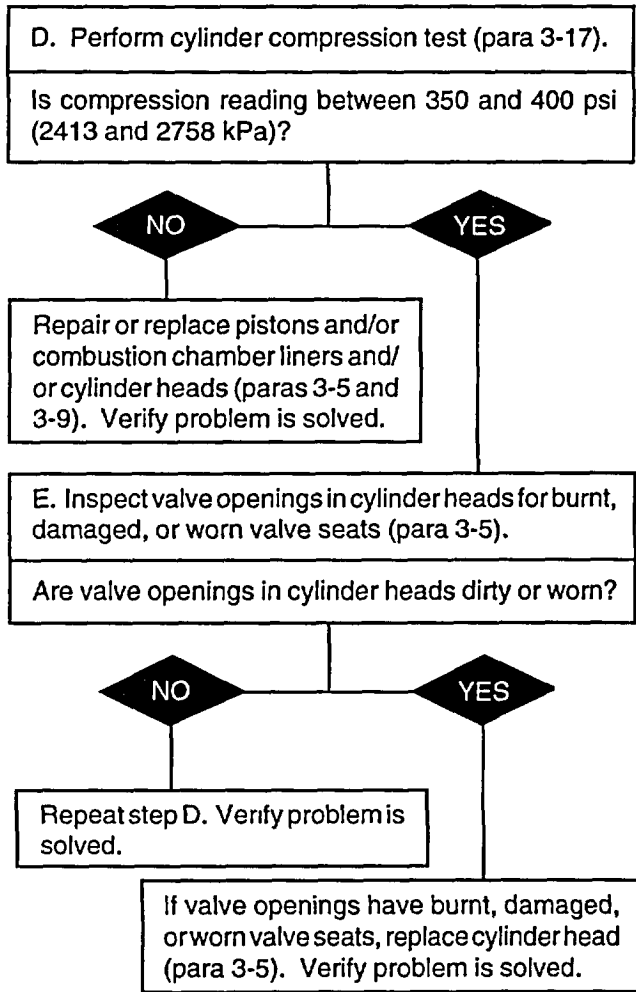 D. Perform cylinder compression test (para 3-17).
Is compression reading between 350 and 400 psi
(2413 and 2758 kPa)?
NO
YES
Repair or replace pistons and/or
combustion chamber liners and/
or cylinder heads (paras 3-5 and
3-9). Verify problem is solved.
E. Inspect valve openings in cylinder heads for burnt,
damaged, or worn valve seats (para 3-5).
Are valve openings in cylinder heads dirty or worn?
NO
YES
Repeat step D. Verify problem is
solved.
If valve openings have burnt, damaged,
or worn valve seats, replace cylinder head
(para 3-5). Verify problem is solved.